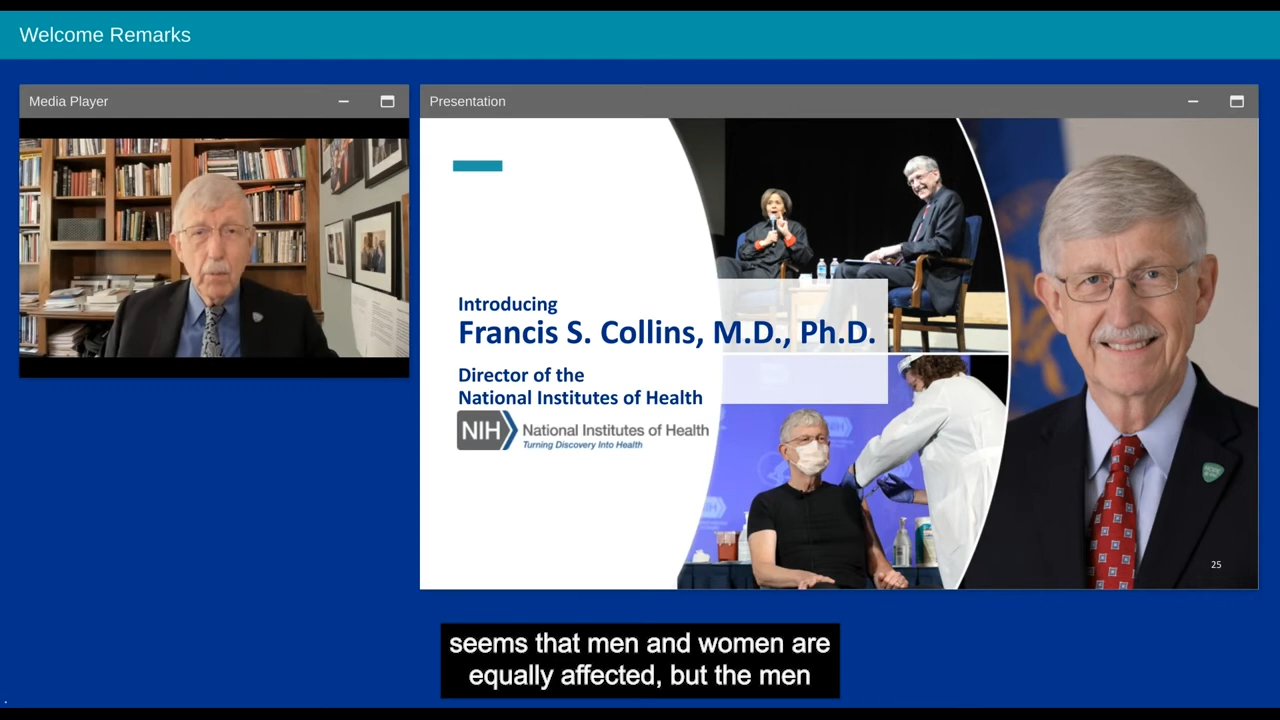 Welcome Remarks
Media Player
Presentation
Introducing
Francis S. Collins, M.D., Ph.D.
Director of the
National Institutes of Health
NIH National Institutes of Health
Turning Discovery Into Health
NIH
25
seems that men and women are
equally affected, but the men